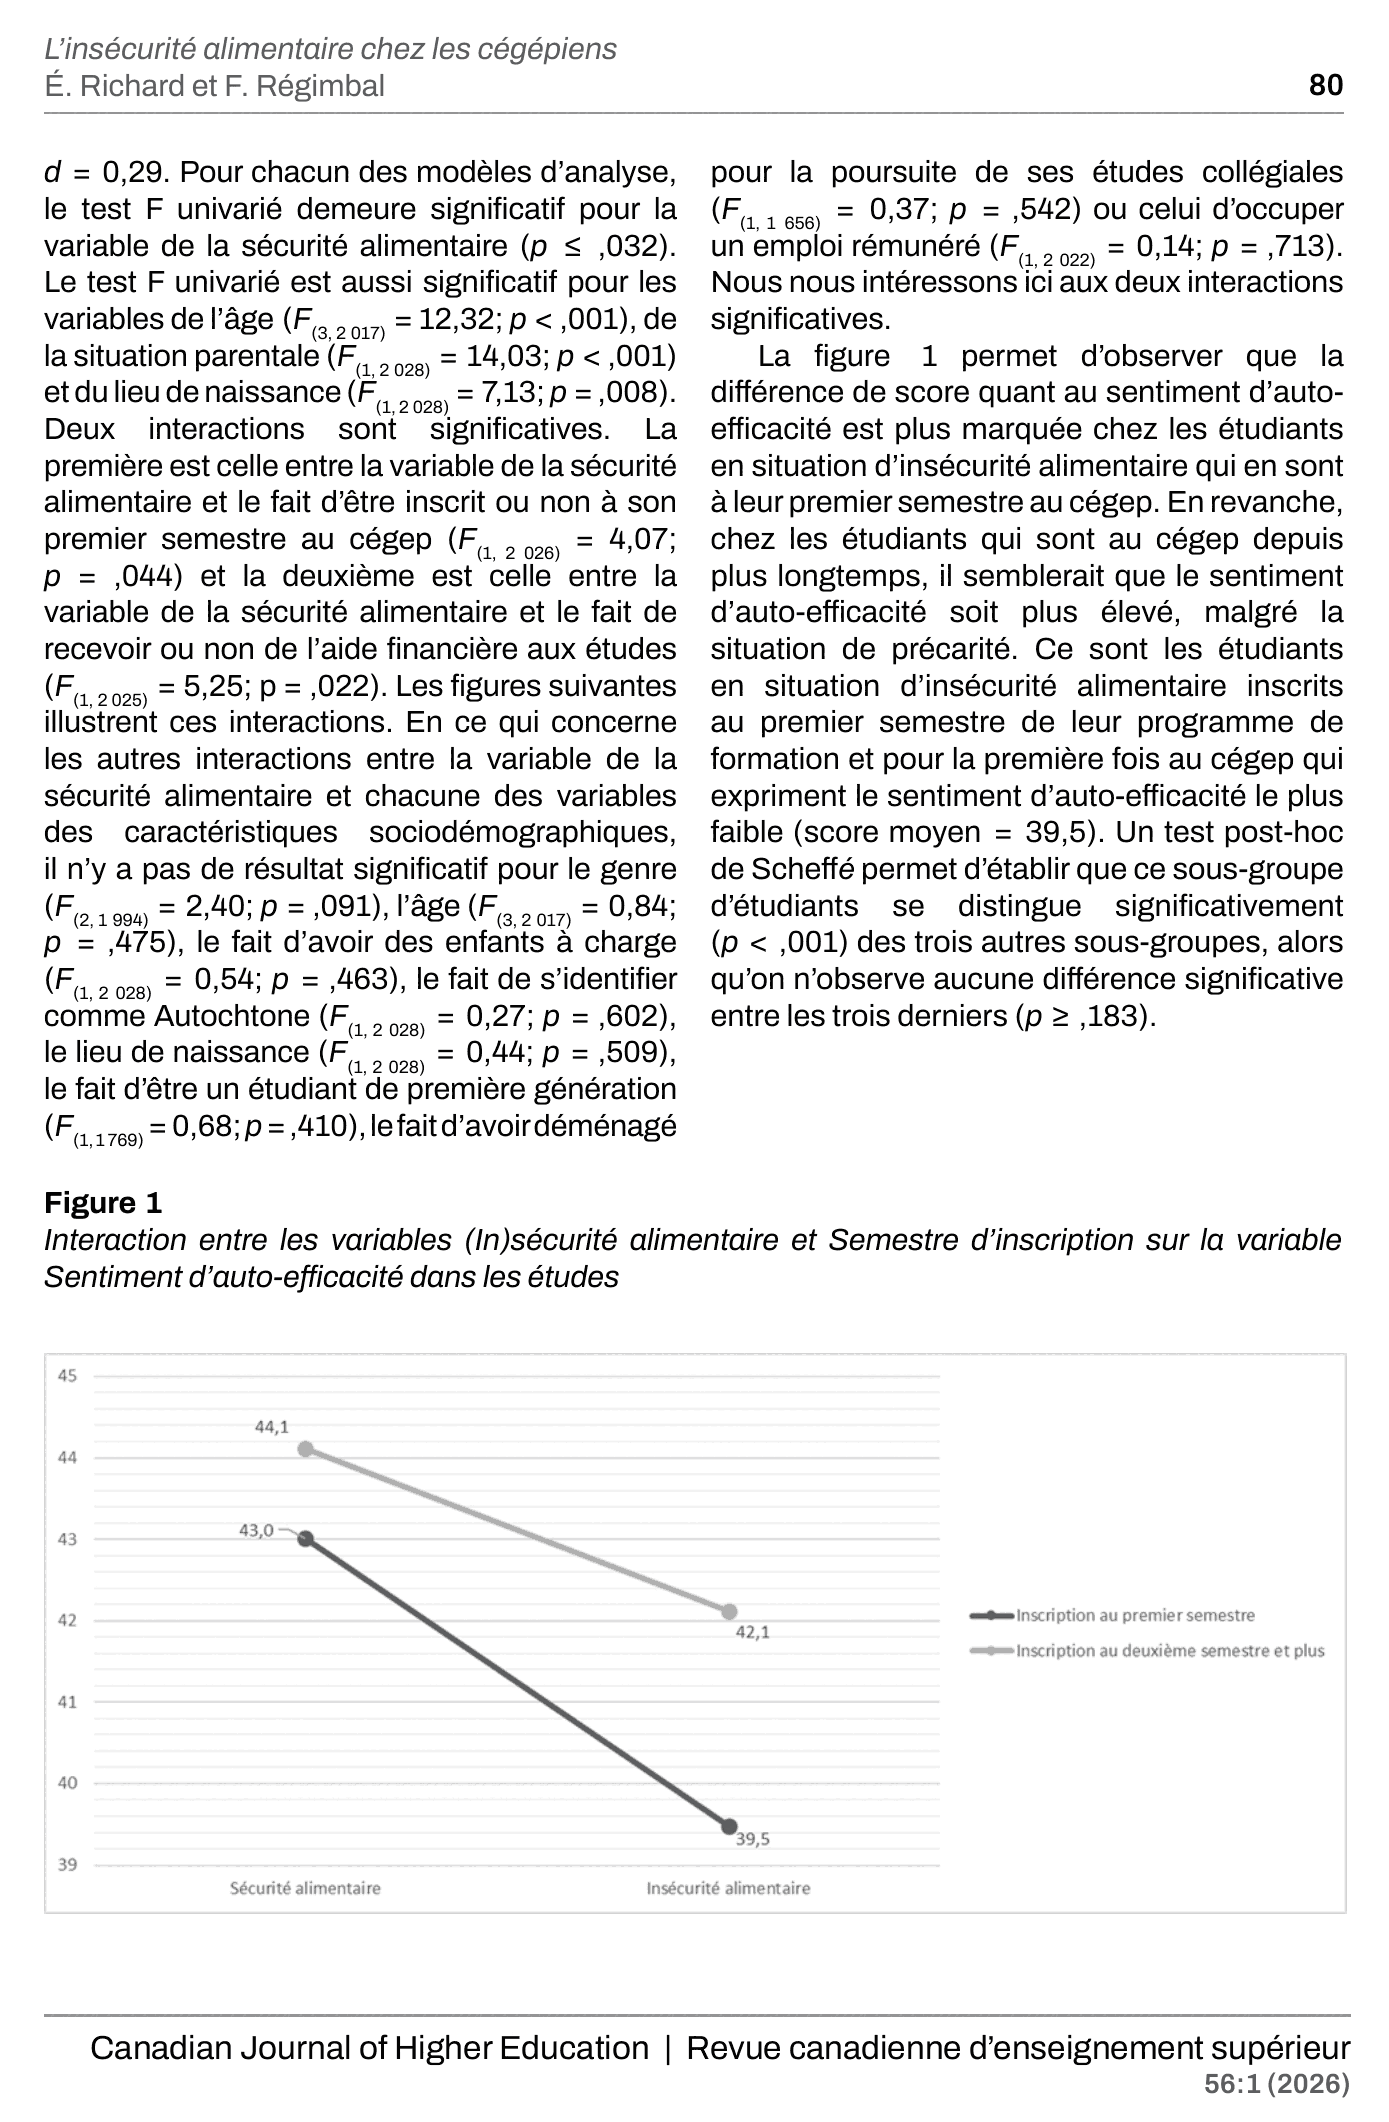 L'insécurité alimentaire chez les cégépiens
É. Richard et F. Régimbal
80
d = 0,29. Pour chacun des modèles d'analyse,
le test F univarié demeure significatif pour la
variable de la sécurité alimentaire (p ≤ ,032).
Le test F univarié est aussi significatif pour les
variables de l'âge (F(3, 2 017) = 12,32; p < ,001), de
la situation parentale (F(1, 2 028) = 14,03; p < ,001)
et du lieu de naissance (F(1, 2 028) = 7,13; p = ,008).
Deux interactions sont significatives. La
première est celle entre la variable de la sécurité
alimentaire et le fait d'être inscrit ou non à son
premier semestre au cégep (F(1, 2 026) = 4,07;
p = ,044) et la deuxième est celle entre la
variable de la sécurité alimentaire et le fait de
recevoir ou non de l'aide financière aux études
(F(1, 2 025) = 5,25; p = ,022). Les figures suivantes
illustrent ces interactions. En ce qui concerne
les autres interactions entre la variable de la
sécurité alimentaire et chacune des variables
des caractéristiques sociodémographiques,
il n'y a pas de résultat significatif pour le genre
(F(2, 1 994) = 2,40; p = ,091), l'âge (F(3, 2 017) = 0,84;
p = ,475), le fait d'avoir des enfants à charge
(F(1, 2 028) = 0,54; p = ,463), le fait de s'identifier
comme Autochtone (F(1, 2 028) = 0,27; p = ,602),
le lieu de naissance (F(1, 2 028) = 0,44; p = ,509),
le fait d'être un étudiant de première génération
(F(1, 1 769) = 0,68; p = ,410), le fait d'avoir déménagé
pour la poursuite de ses études collégiales
(F(1, 1 656) = 0,37; p = ,542) ou celui d'occuper
un emploi rémunéré (F(1, 2 022) = 0,14; p = ,713).
Nous nous intéressons ici aux deux interactions
significatives.
La figure 1 permet d'observer que la
différence de score quant au sentiment d'auto-
efficacité est plus marquée chez les étudiants
en situation d'insécurité alimentaire qui en sont
à leur premier semestre au cégep. En revanche,
chez les étudiants qui sont au cégep depuis
plus longtemps, il semblerait que le sentiment
d'auto-efficacité soit plus élevé, malgré la
situation de précarité. Ce sont les étudiants
en situation d'insécurité alimentaire inscrits
au premier semestre de leur programme de
formation et pour la première fois au cégep qui
expriment le sentiment d'auto-efficacité le plus
faible (score moyen = 39,5). Un test post-hoc
de Scheffé permet d'établir que ce sous-groupe
d'étudiants se distingue significativement
(p < ,001) des trois autres sous-groupes, alors
qu'on n'observe aucune différence significative
entre les trois derniers (p ≥ ,183).
Figure 1
Interaction entre les variables (In)sécurité alimentaire et Semestre d'inscription sur la variable
Sentiment d'auto-efficacité dans les études
45
44,1
44
43,0
43
42
42,1
41
40
39,5
39
Sécurité alimentaire
Insécurité alimentaire
Inscription au premier semestre
Inscription au deuxième semestre et plus
Canadian Journal of Higher Education | Revue canadienne d'enseignement supérieur
56:1 (2026)